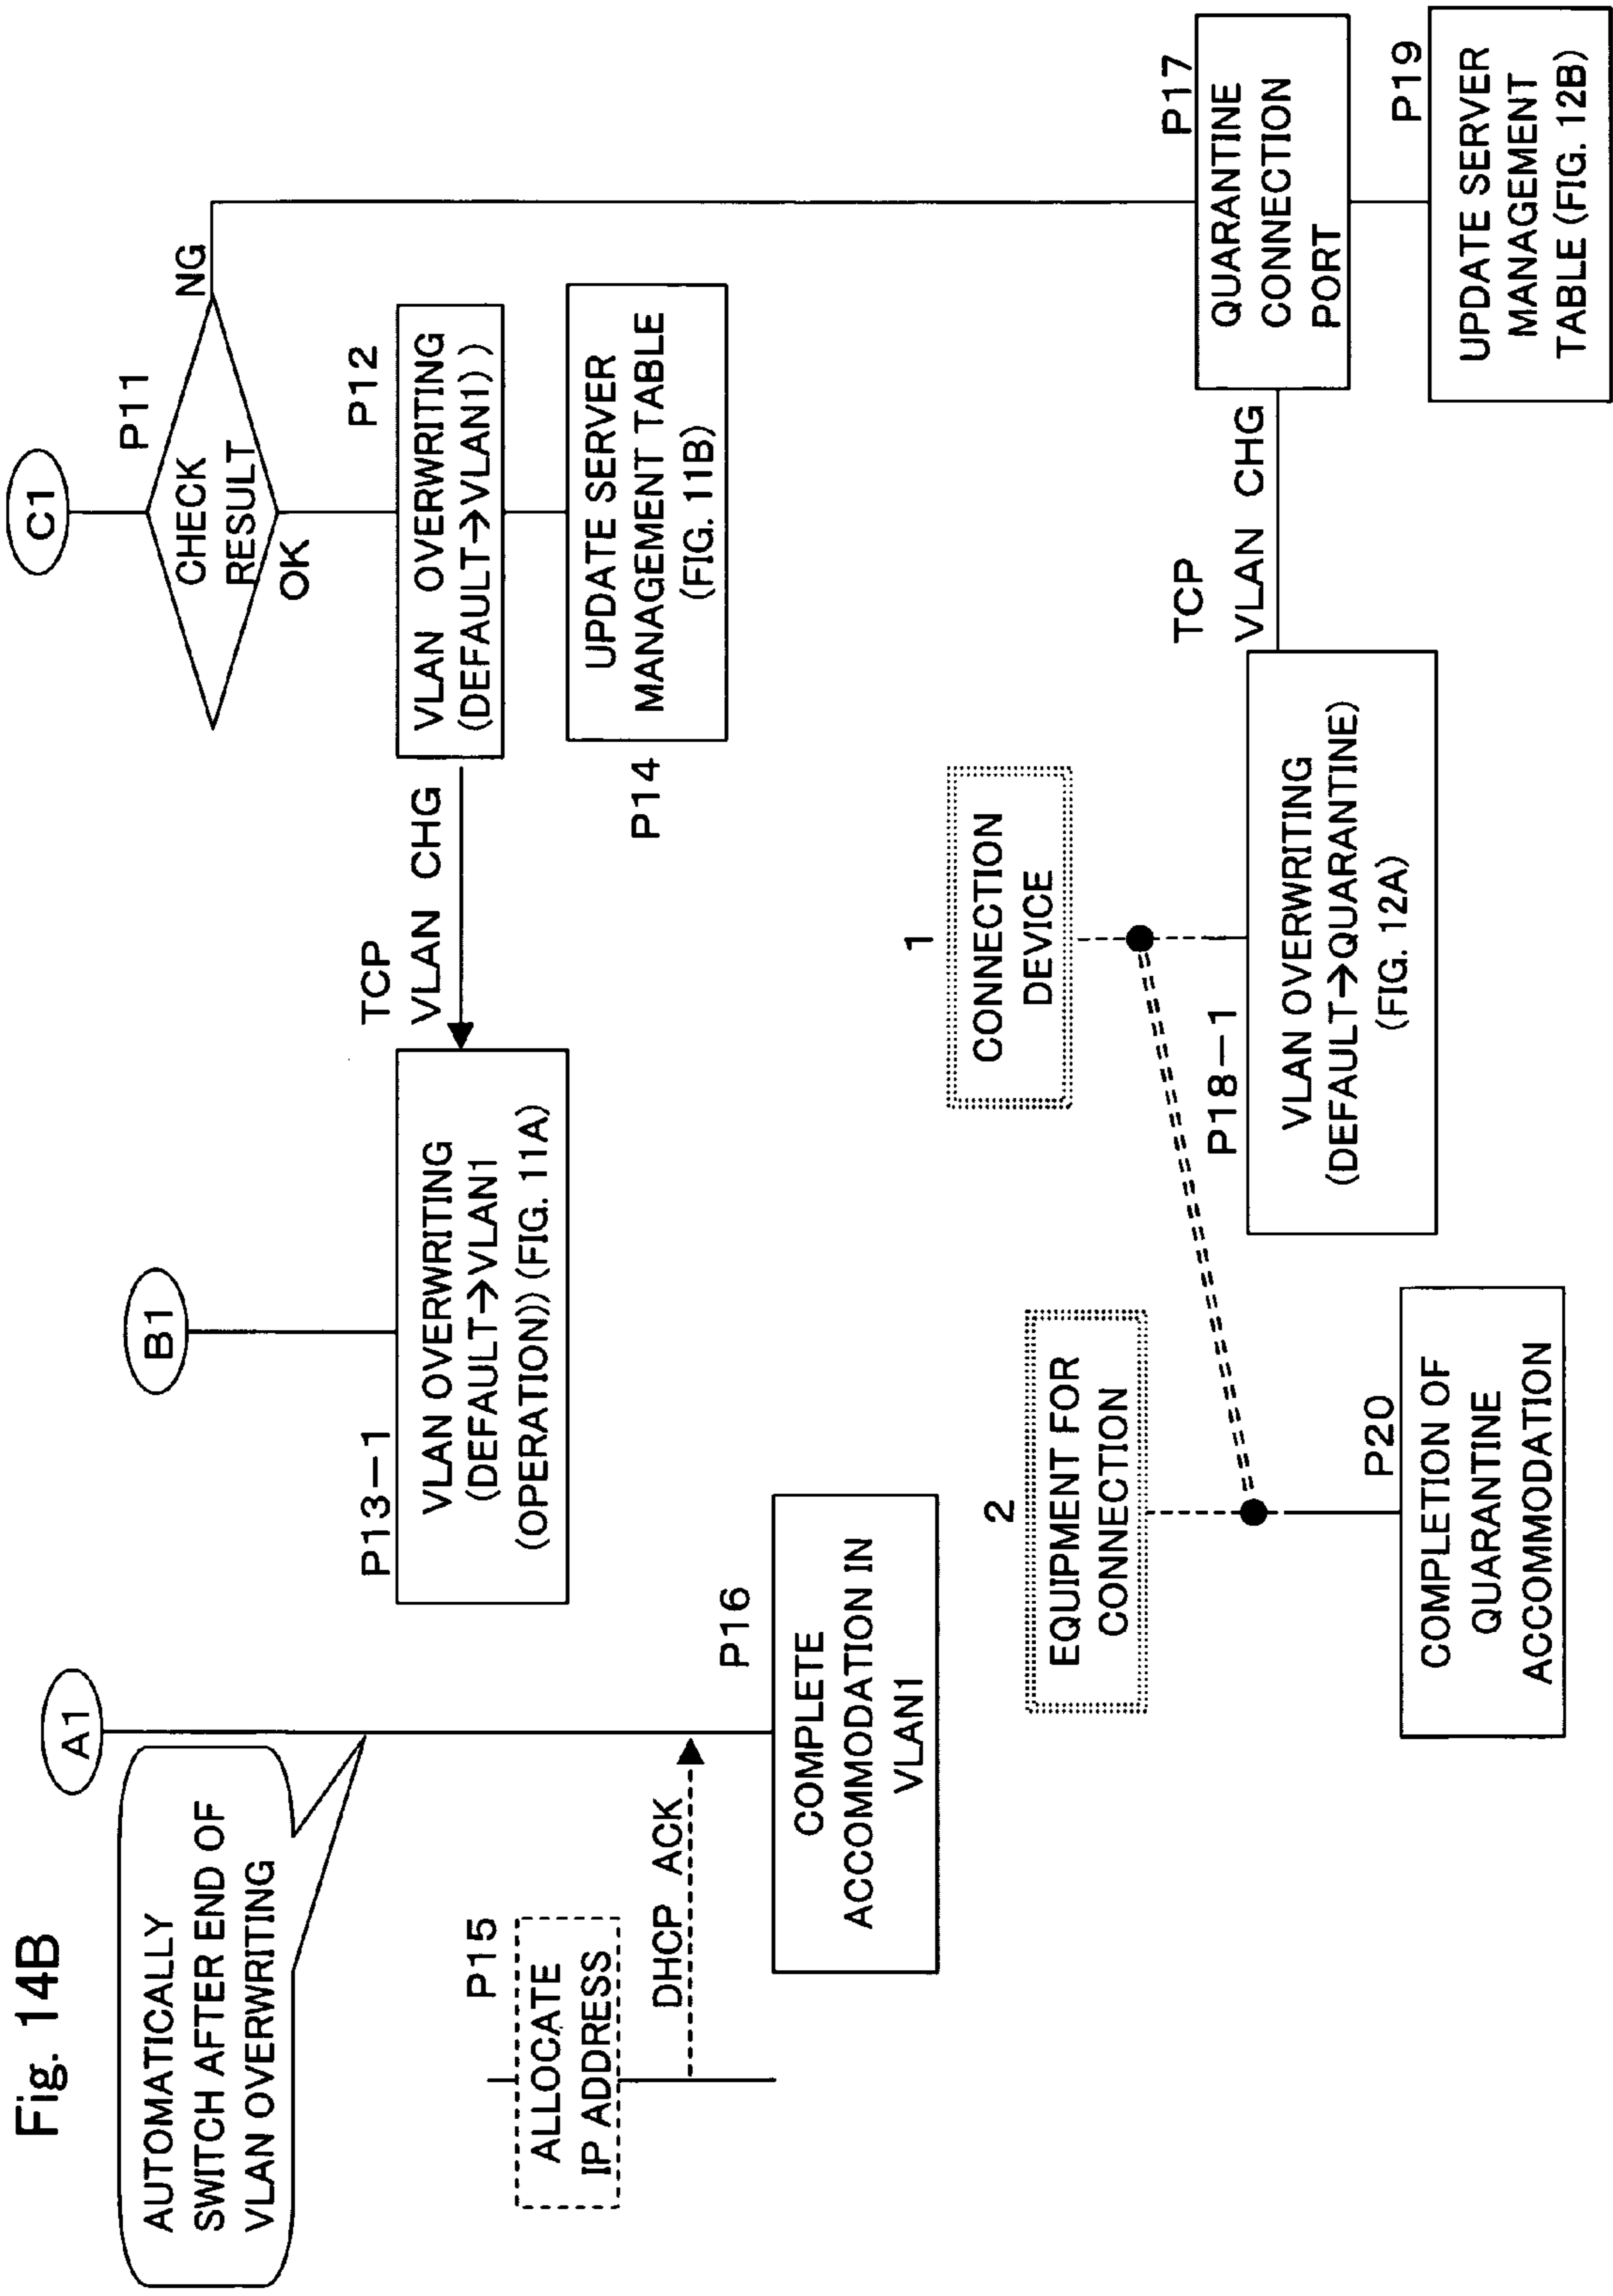 Fig. 14B
A1
B1
C1
AUTOMATICALLY
SWITCH AFTER END OF
VLAN OVERWRITING
P11
CHECK
RESULT
NG
OK
P12
VLAN OVERWRITING
(DEFAULT→VLAN1))
TCP
VLAN CHG
P13-1
VLAN OVERWRITING
(DEFAULT→VLAN1
(OPERATION)) (FIG. 11A)
P14
UPDATE SERVER
MANAGEMENT TABLE
(FIG. 11B)
P15
ALLOCATE
IP ADDRESS
DHCP ACK
P16
COMPLETE
ACCOMMODATION IN
VLAN1
1
CONNECTION
DEVICE
2
EQUIPMENT FOR
CONNECTION
P17
QUARANTINE
CONNECTION
PORT
TCP
VLAN CHG
P18-1
VLAN OVERWRITING
(DEFAULT→QUARANTINE)
(FIG. 12A)
P19
UPDATE SERVER
MANAGEMENT
TABLE (FIG. 12B)
P20
COMPLETION OF
QUARANTINE
ACCOMMODATION